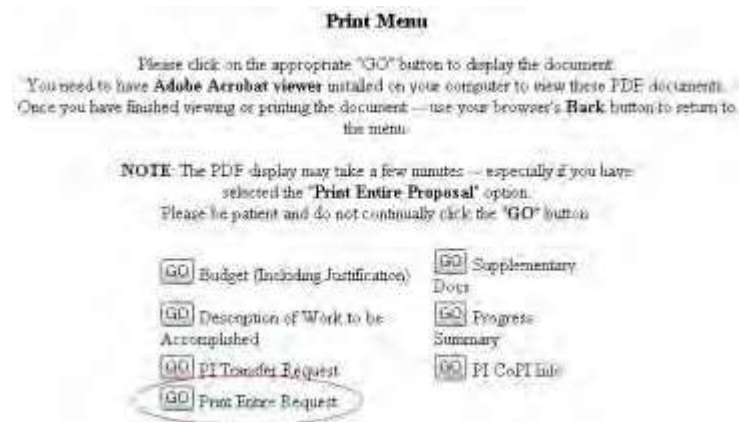 Print Menu
Please click on the appropriate "GO" button to display the document
You need to have Adobe Acrobat viewer installed on your computer to view these PDF documents.
Once you have finished viewing or printing the document -- use your browser's Back button to return to
the menu
NOTE: The PDF display may take a few minutes -- especially if you have
selected the "Print Entire Proposal" option.
Please be patient and do not continually click the "GO" button
GO Budget (Including Justification)
GO Supplementary
Docs
GO Description of Work to be
Accomplished
GO Progress
Summary
GO PI Transfer Request
GO PI CoPI Info
GO Print Entire Request